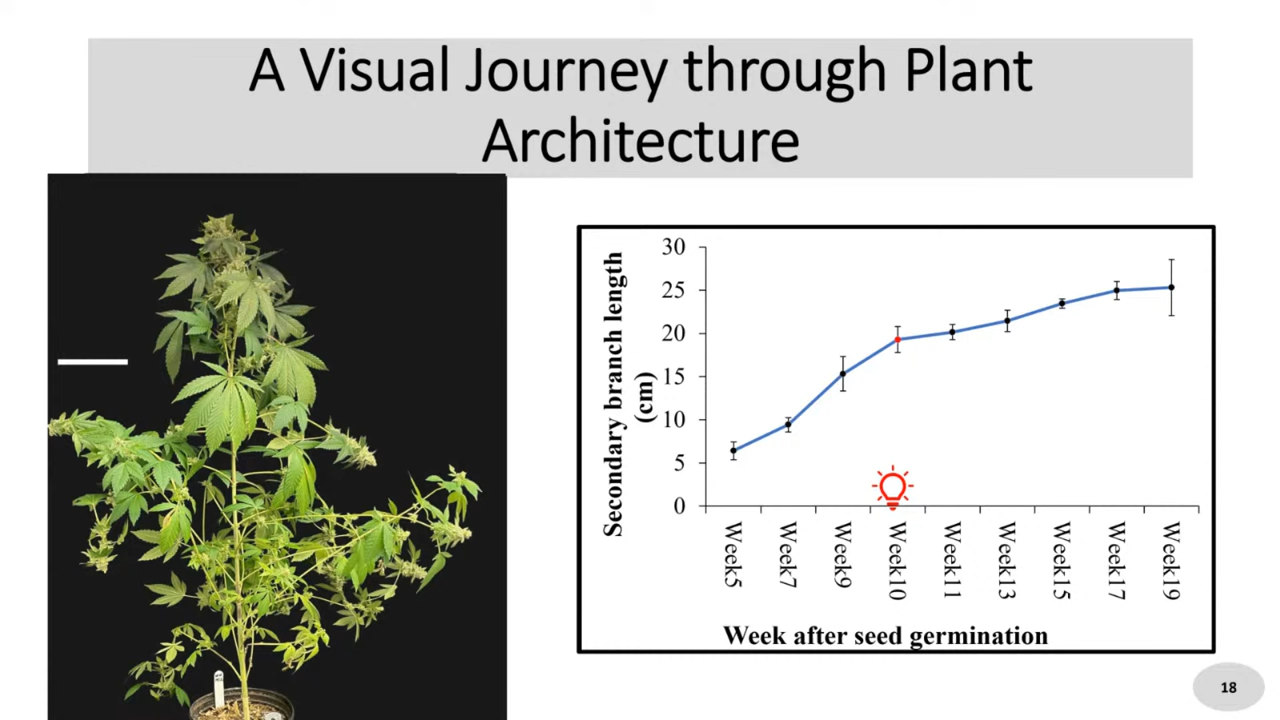 A Visual Journey through Plant
Architecture
Secondary branch length
(cm)
30
25
20
15
10
5
0
Week5
Week7
Week9
Week10
Week11
Week13
Week15
Week17
Week19
Week after seed germination
18